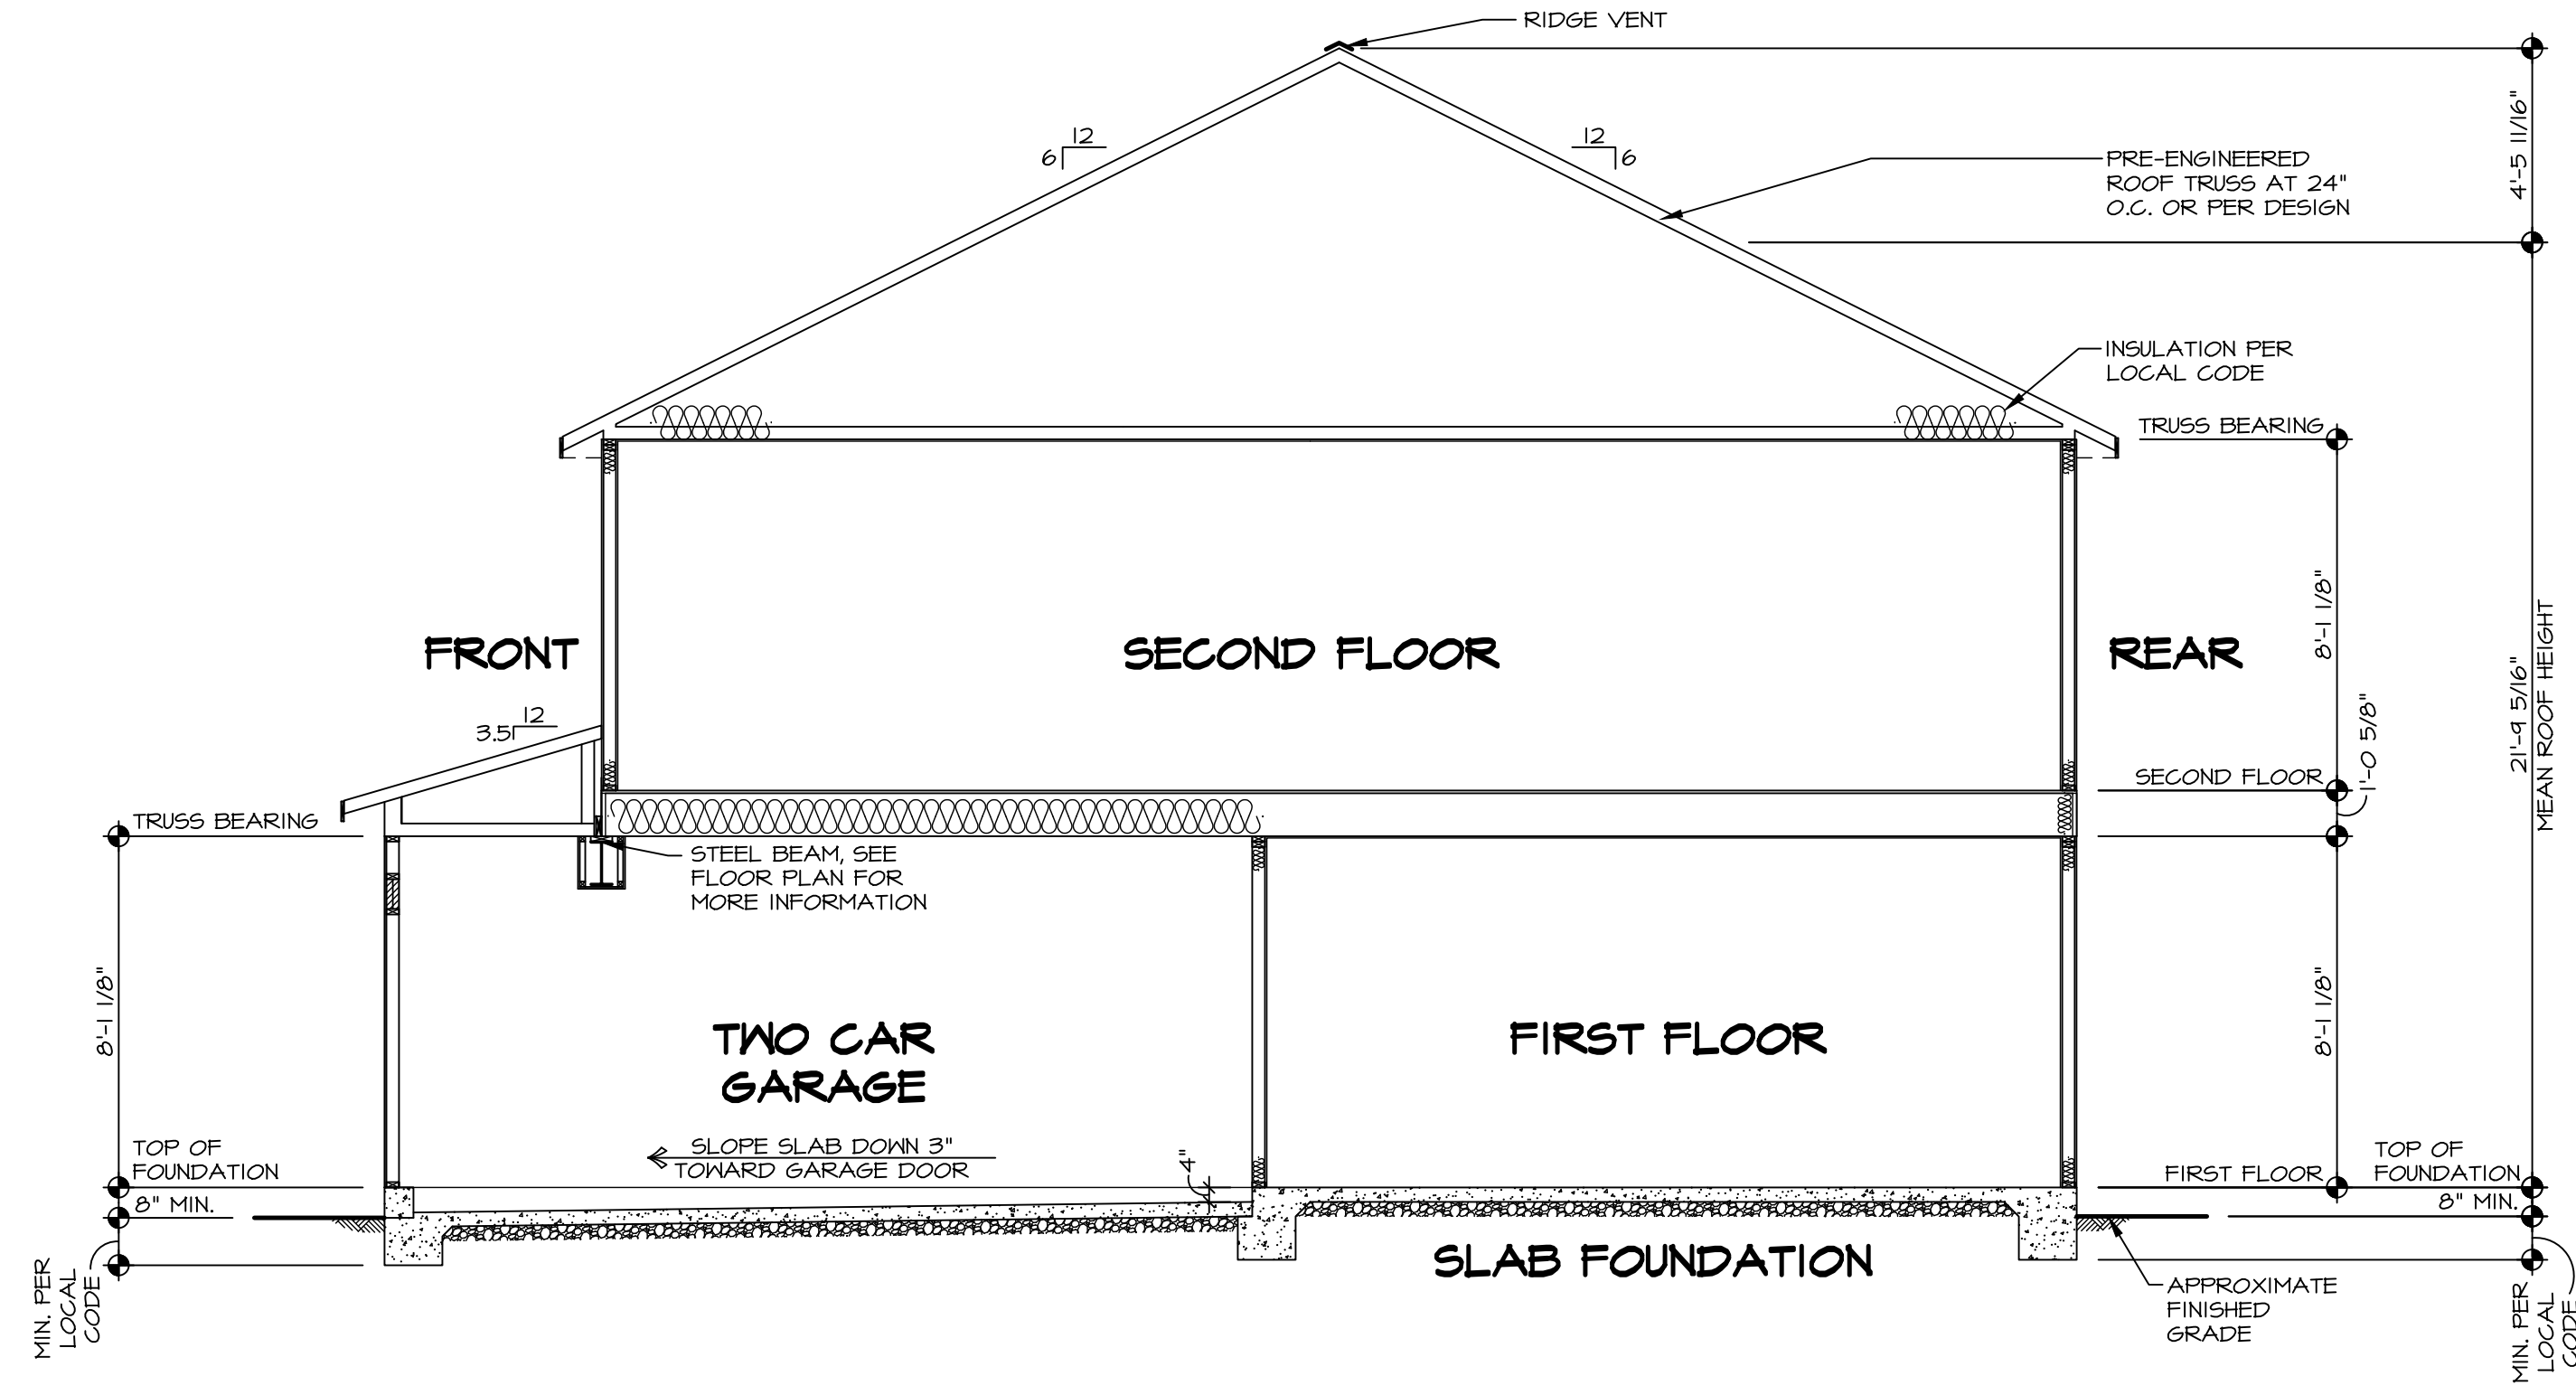 RIDGE VENT
12
6
12
6
4'-5 11/16"
PRE-ENGINEERED
ROOF TRUSS AT 24"
O.C. OR PER DESIGN
INSULATION PER
LOCAL CODE
TRUSS BEARING
8'-1 1/8"
FRONT
SECOND FLOOR
REAR
21'-9 5/16"
MEAN ROOF HEIGHT
12
3.5
1'-0 5/8"
SECOND FLOOR
TRUSS BEARING
STEEL BEAM, SEE
FLOOR PLAN FOR
MORE INFORMATION
8'-1 1/8"
8'-1 1/8"
TWO CAR
GARAGE
FIRST FLOOR
SLOPE SLAB DOWN 3"
TOWARD GARAGE DOOR
4"
TOP OF
FOUNDATION
8" MIN.
FIRST FLOOR
TOP OF
FOUNDATION
8" MIN.
SLAB FOUNDATION
MIN. PER
LOCAL
CODE
APPROXIMATE
FINISHED
GRADE
MIN. PER
LOCAL
CODE